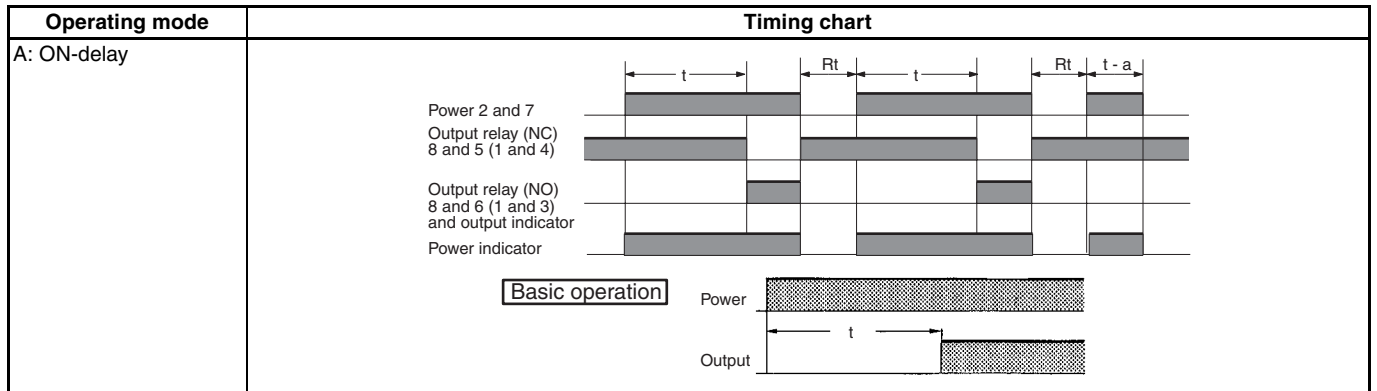 Operating mode
Timing chart
A: ON-delay
t Rt t Rt t - a
Power 2 and 7
Output relay (NC)
8 and 5 (1 and 4)
Output relay (NO)
8 and 6 (1 and 3)
and output indicator
Power indicator
Basic operation
Power
t
Output